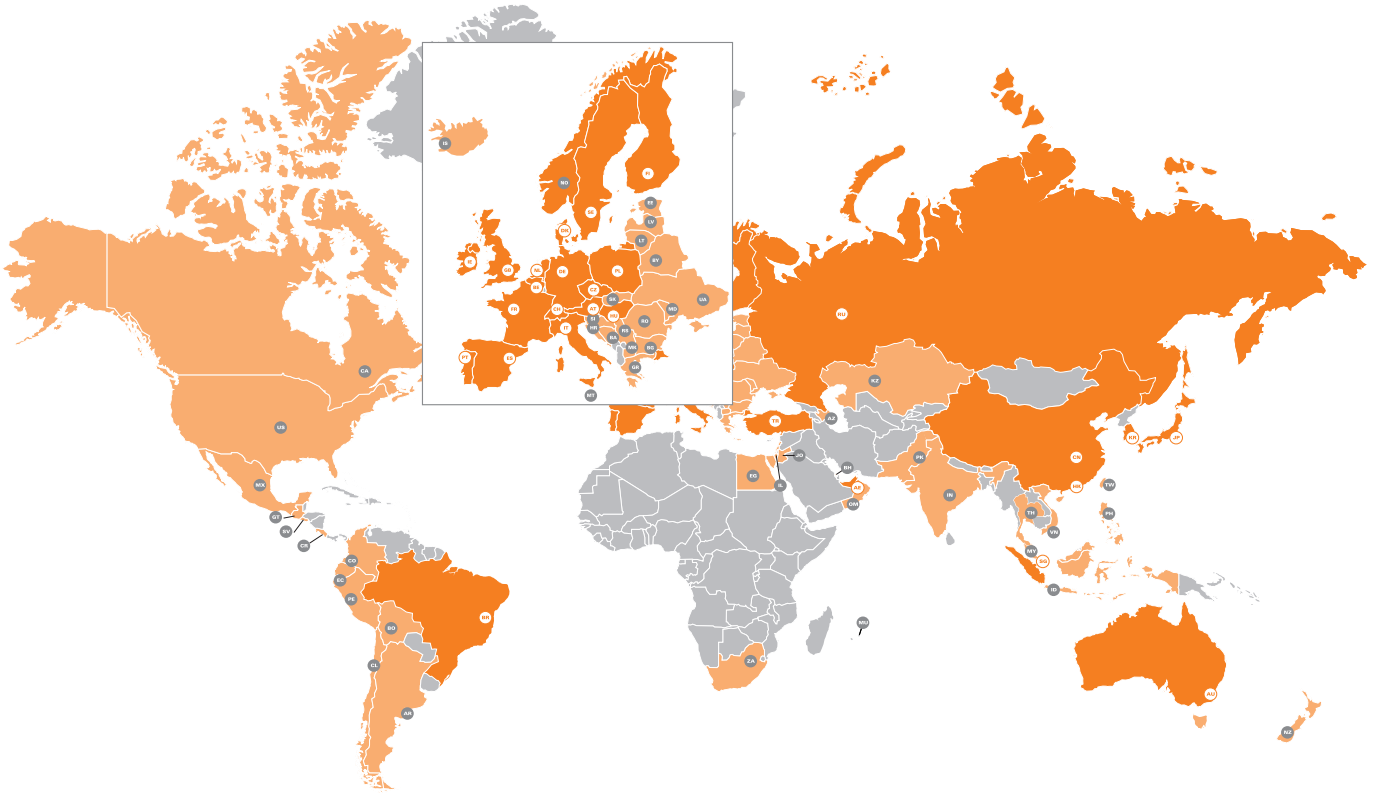 IS
NO
FI
SE
EE
LV
DK
LT
BY
IE
GB
NL
DE
PL
BE
CZ
SK
UA
FR
CH
AT
HU
MD
SI
RO
IT
HR
RS
BA
MK
BG
PT
ES
GR
MT
RU
CA
KZ
US
TR
AZ
KR
JP
JO
PK
CN
BH
MX
EG
IL
AE
HK
TW
IN
OM
GT
TH
PH
SV
VN
CR
MY
CO
SG
EC
ID
PE
BR
MU
BO
ZA
CL
AU
AR
NZ